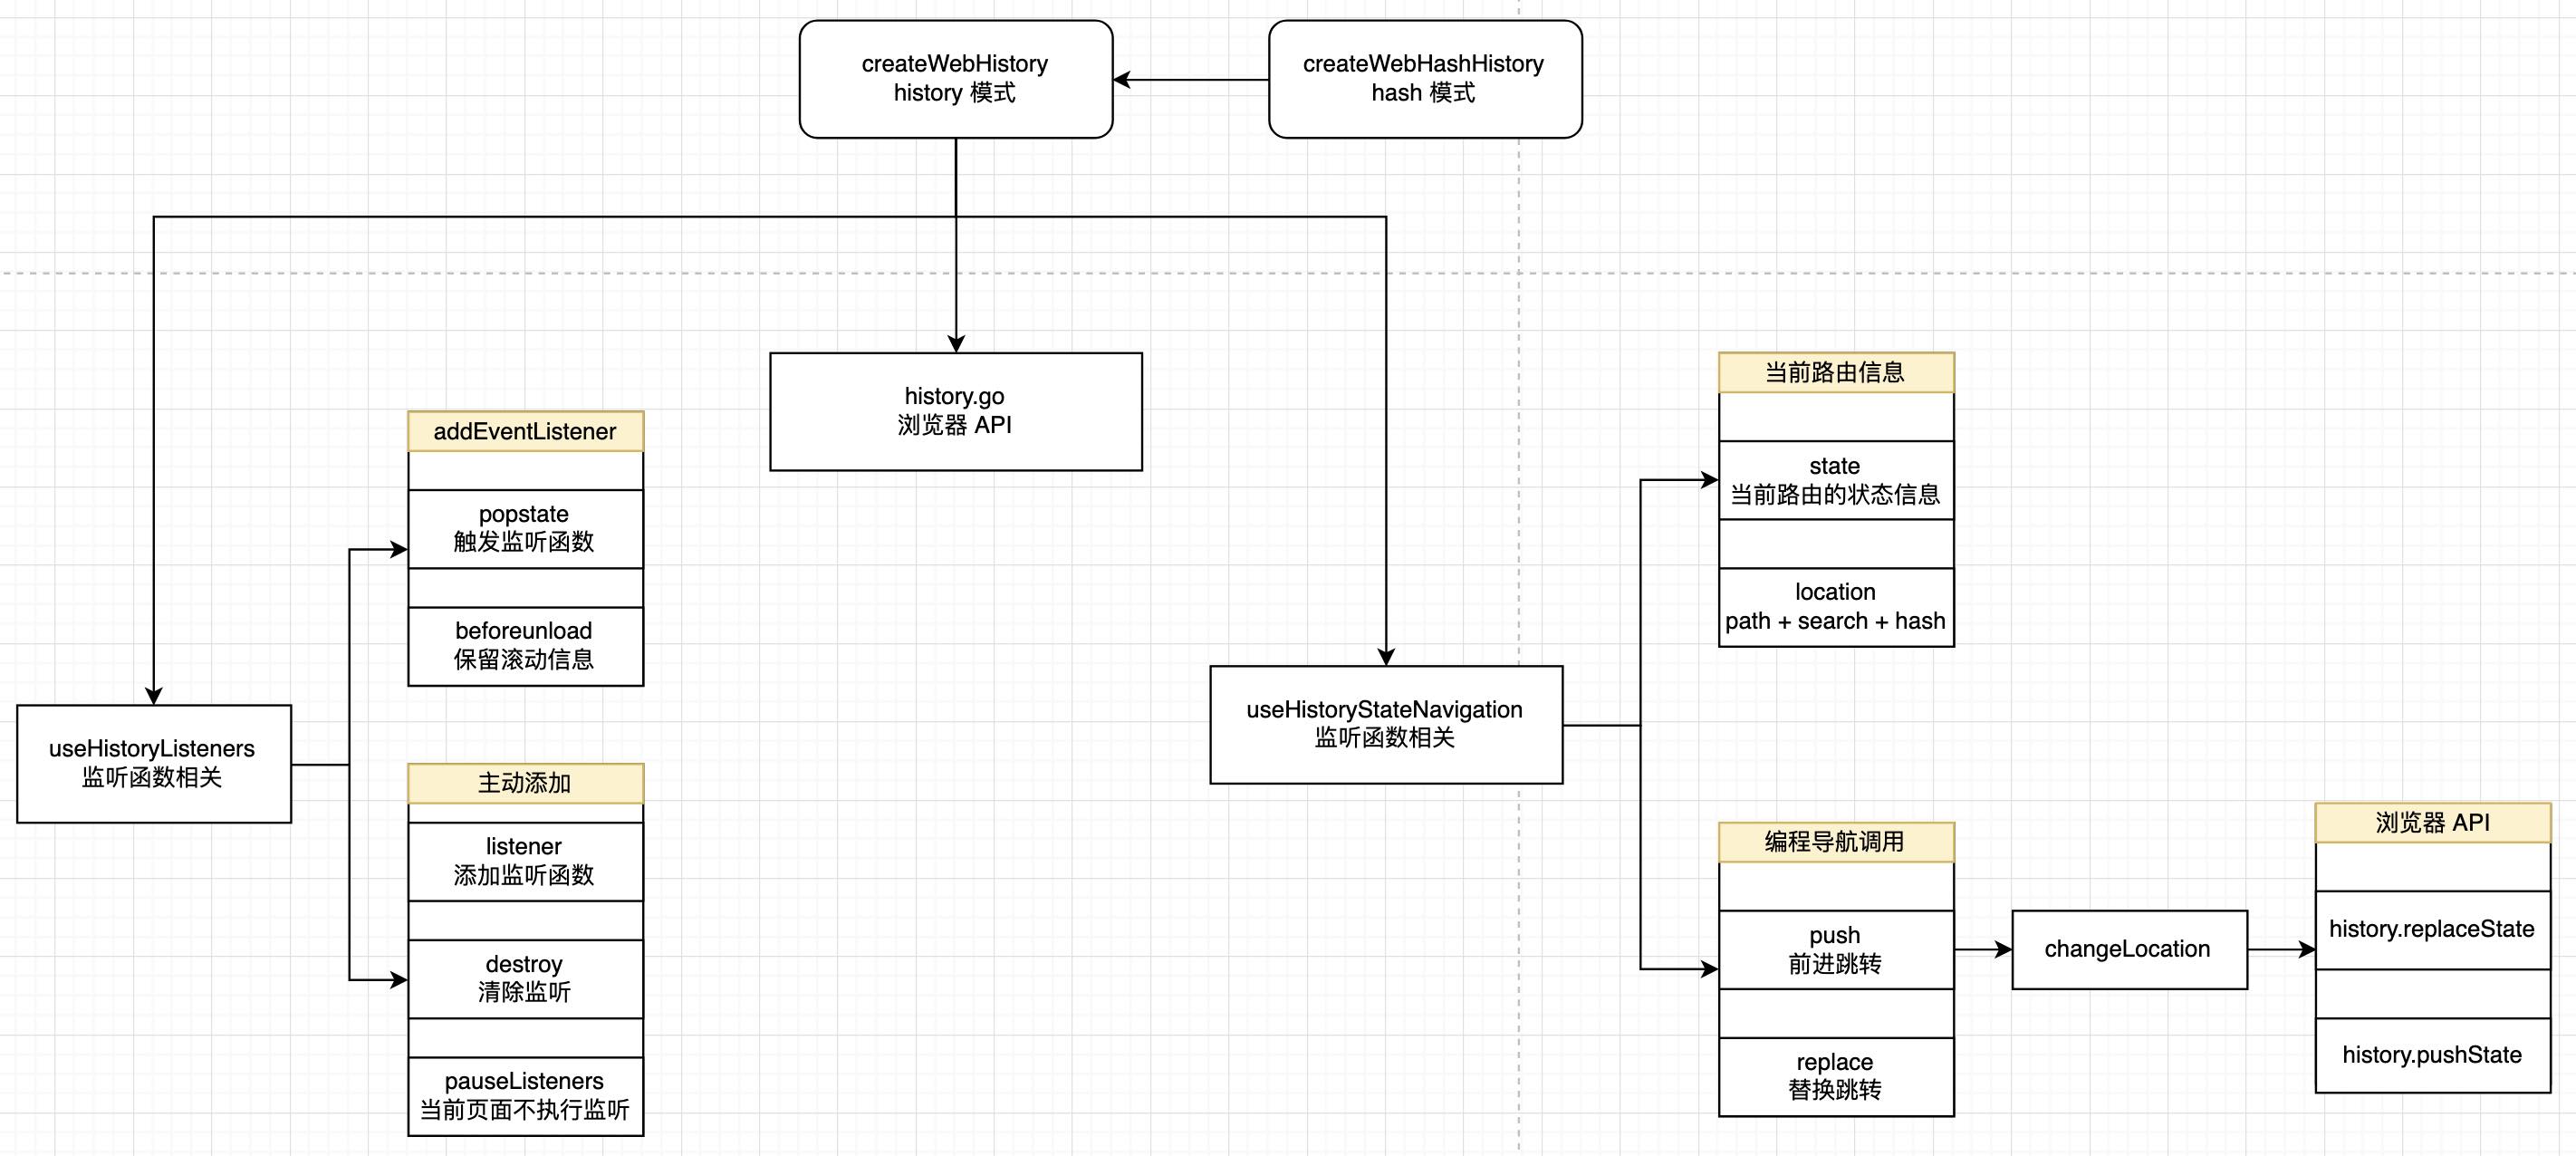 createWebHistory
history 模式
createWebHashHistory
hash 模式
history.go
浏览器 API
addEventListener
popstate
触发监听函数
beforeunload
保留滚动信息
useHistoryListeners
监听函数相关
主动添加
listener
添加监听函数
destroy
清除监听
pauseListeners
当前页面不执行监听
useHistoryStateNavigation
监听函数相关
当前路由信息
state
当前路由的状态信息
location
path + search + hash
编程导航调用
push
前进跳转
replace
替换跳转
changeLocation
浏览器 API
history.replaceState
history.pushState